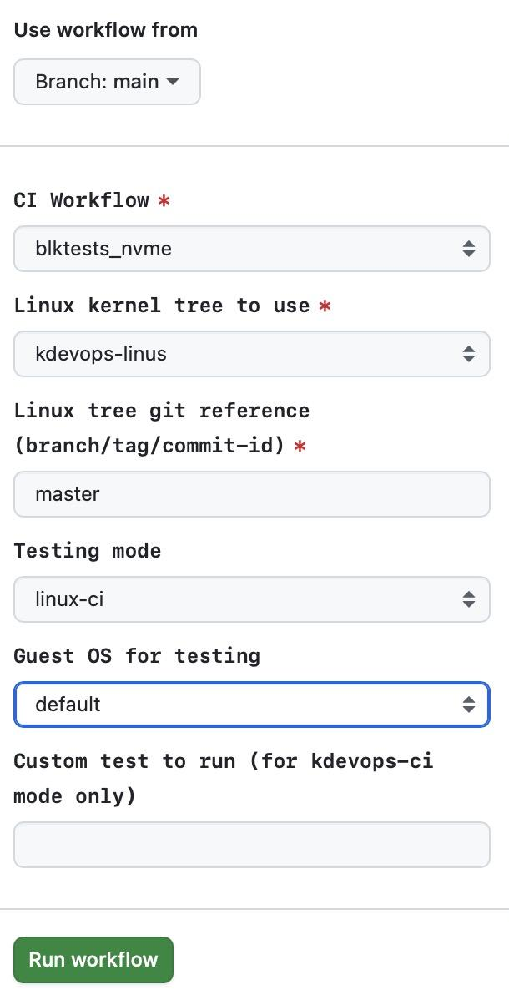 Use workflow from
Branch: main
CI Workflow *
blktests_nvme
Linux kernel tree to use *
kdevops-linus
Linux tree git reference
(branch/tag/commit-id) *
master
Testing mode
linux-ci
Guest OS for testing
default
Custom test to run (for kdevops-ci
mode only)
Run workflow